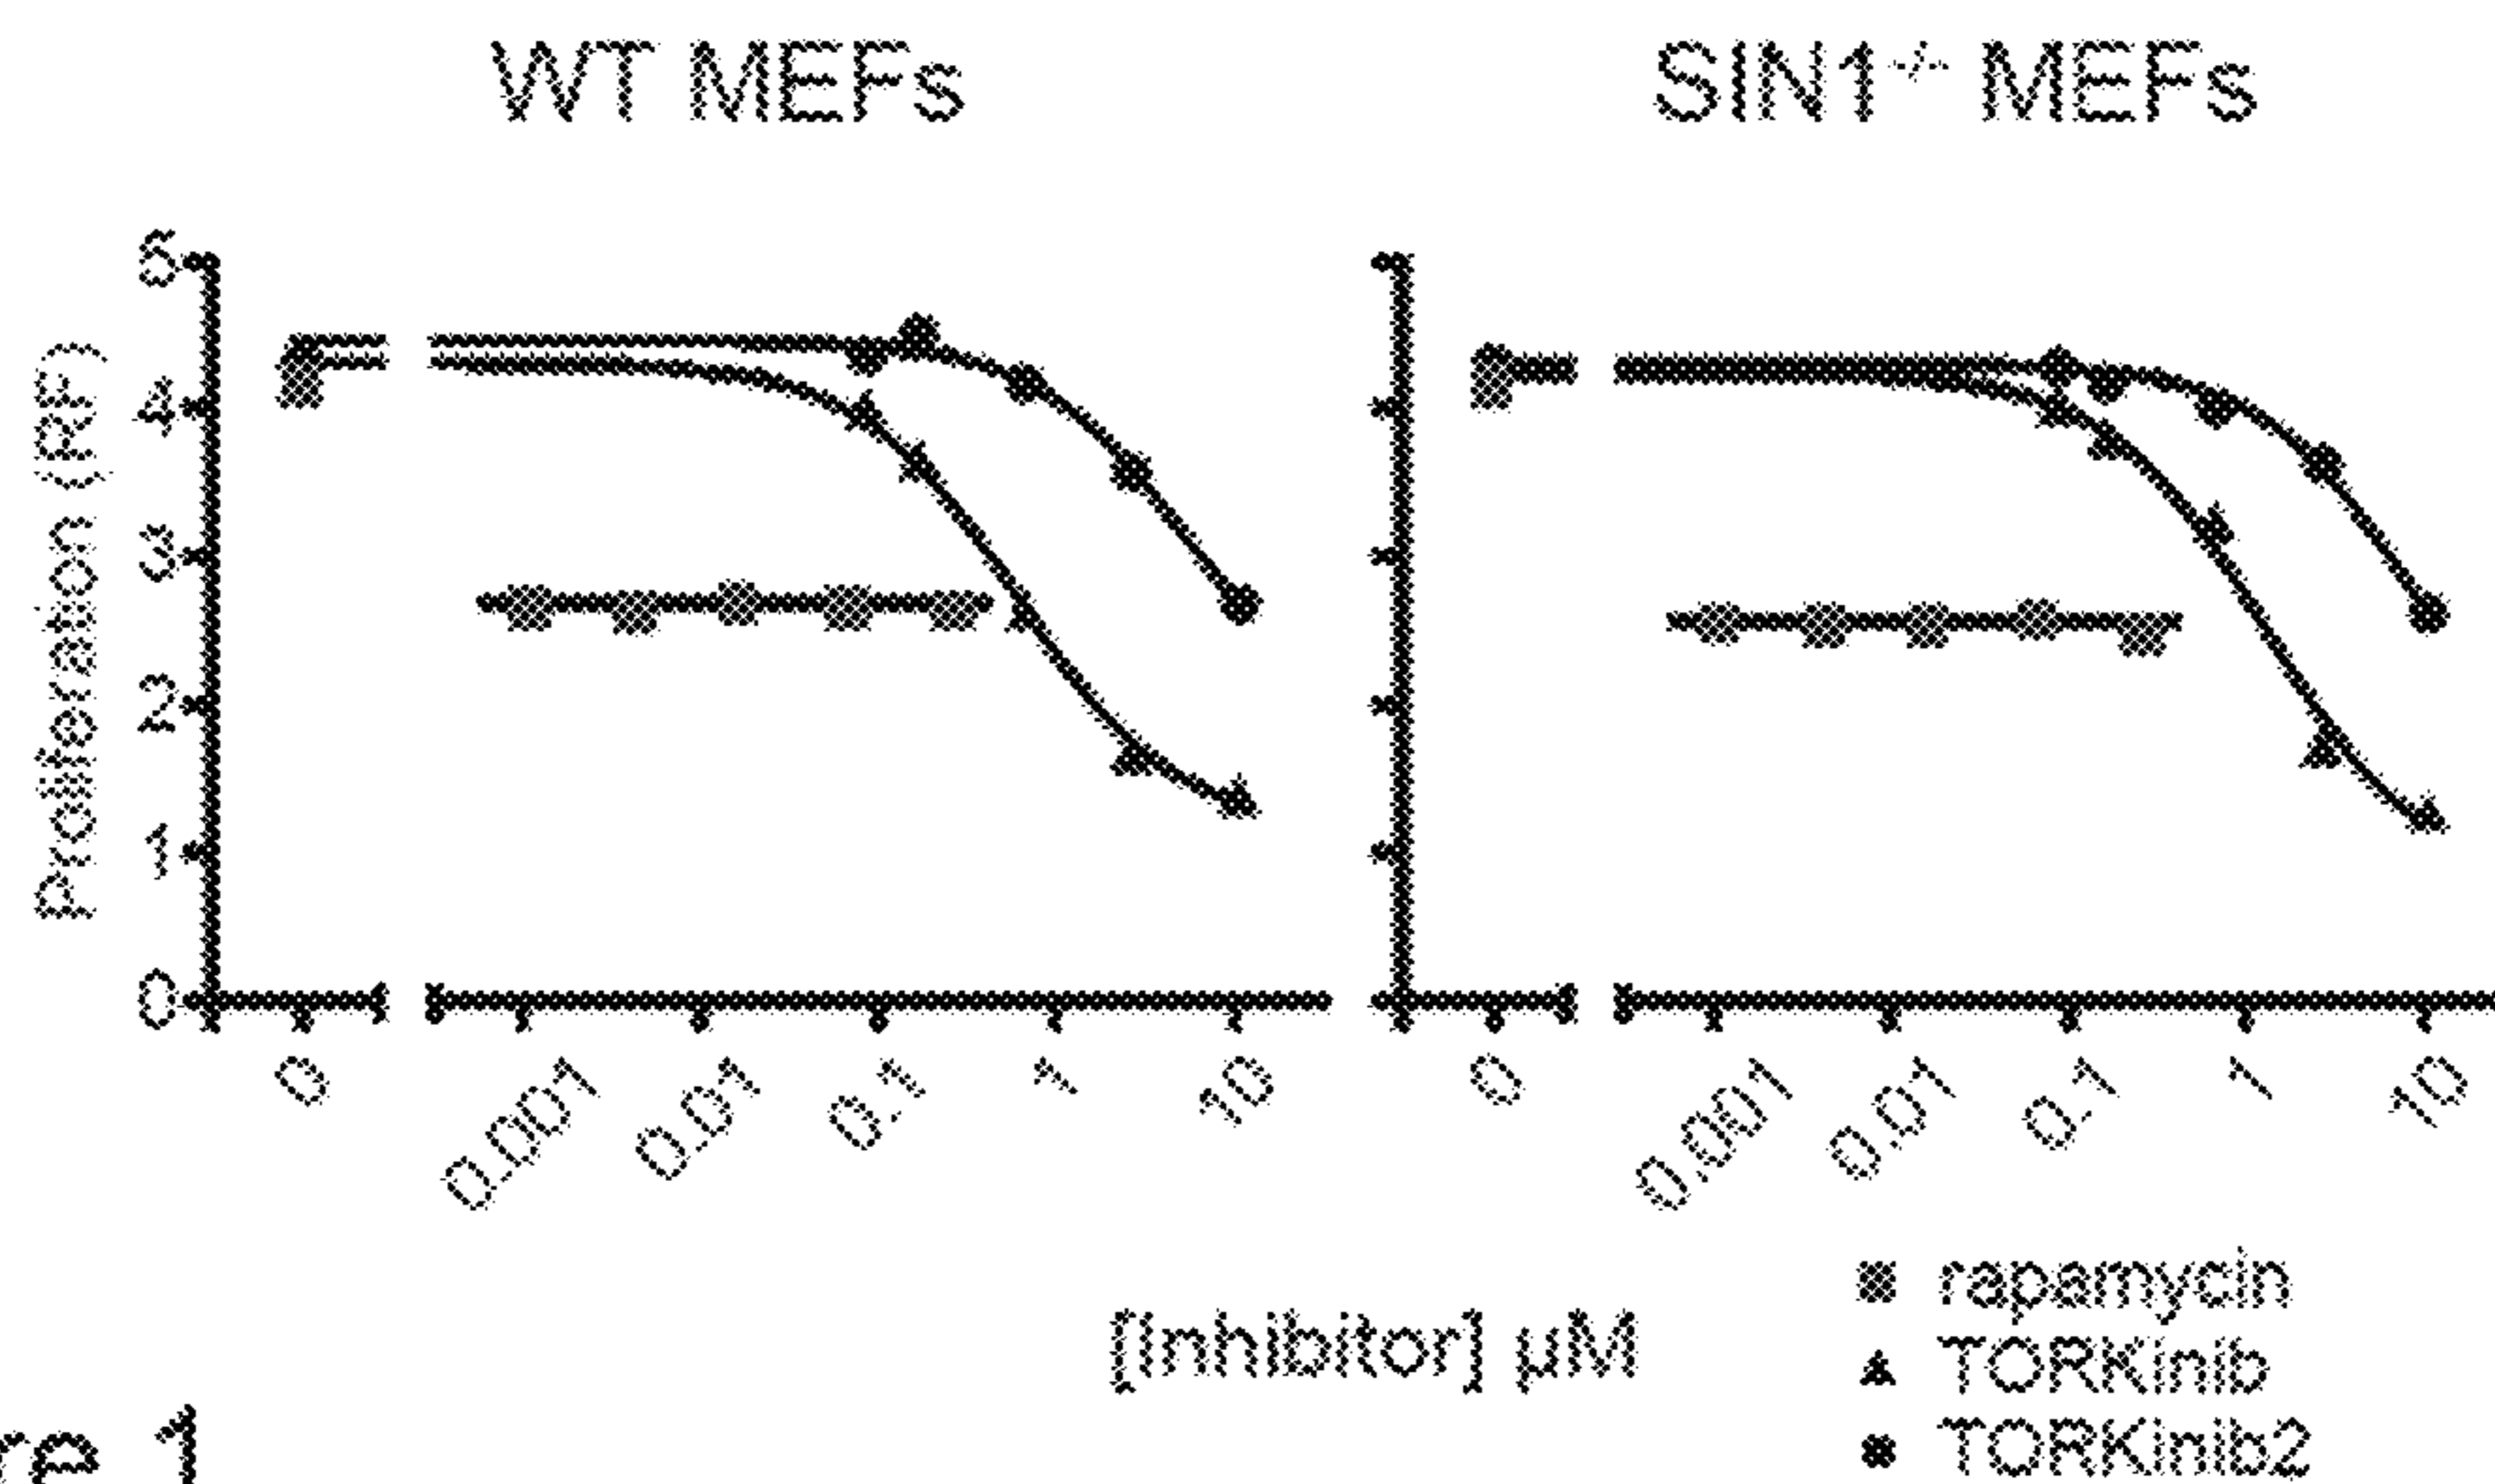 WT MEFs
SIN1-/- MEFs
Proliferation (RFU)
5
4
3
2
1
0
0
0.001
0.01
0.1
1
10
0
0.001
0.01
0.1
1
10
[Inhibitor] µM
rapamycin
TORKinib
TORKinib2
re 1